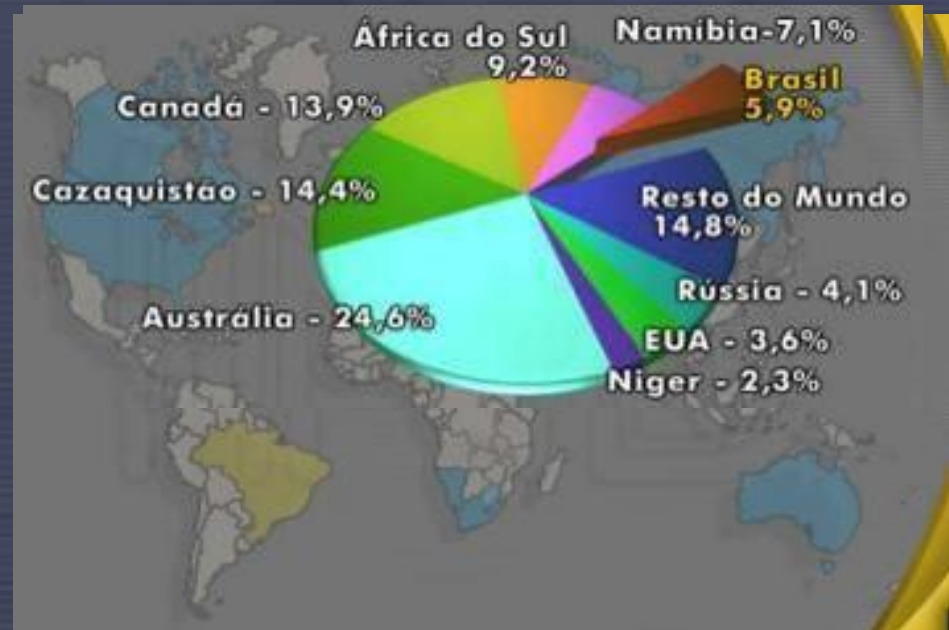 África do Sul
9,2%
Namíbia-7,1%
Brasil
5,9%
Canadá - 13,9%
Cazaquistão - 14,4%
Resto do Mundo
14,8%
Rússia - 4,1%
Austrália - 24,6%
EUA - 3,6%
Niger - 2,3%